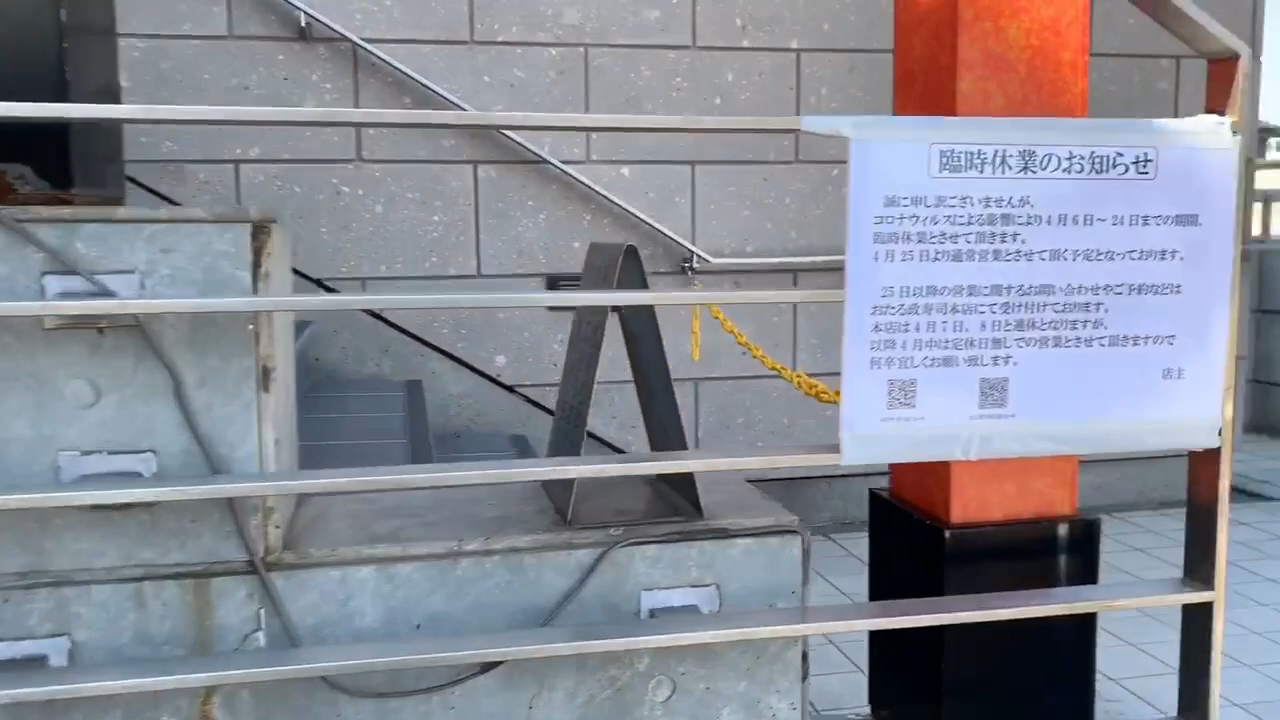 臨時休業のお知らせ
誠に申し訳ございませんが、
コロナウィルスによる影響により4月6日～24日までの期間、
臨時休業とさせて頂きます。
4月25日より通常営業とさせて頂く予定となっております。
25日以降の営業に関するお問い合わせやご予約などは
おたる政寿司本店にて受け付けております。
本店は4月7日、8日と連休となりますが、
以降4月中は定休日無しでの営業とさせて頂きますので
何卒宜しくお願い致します。
店主